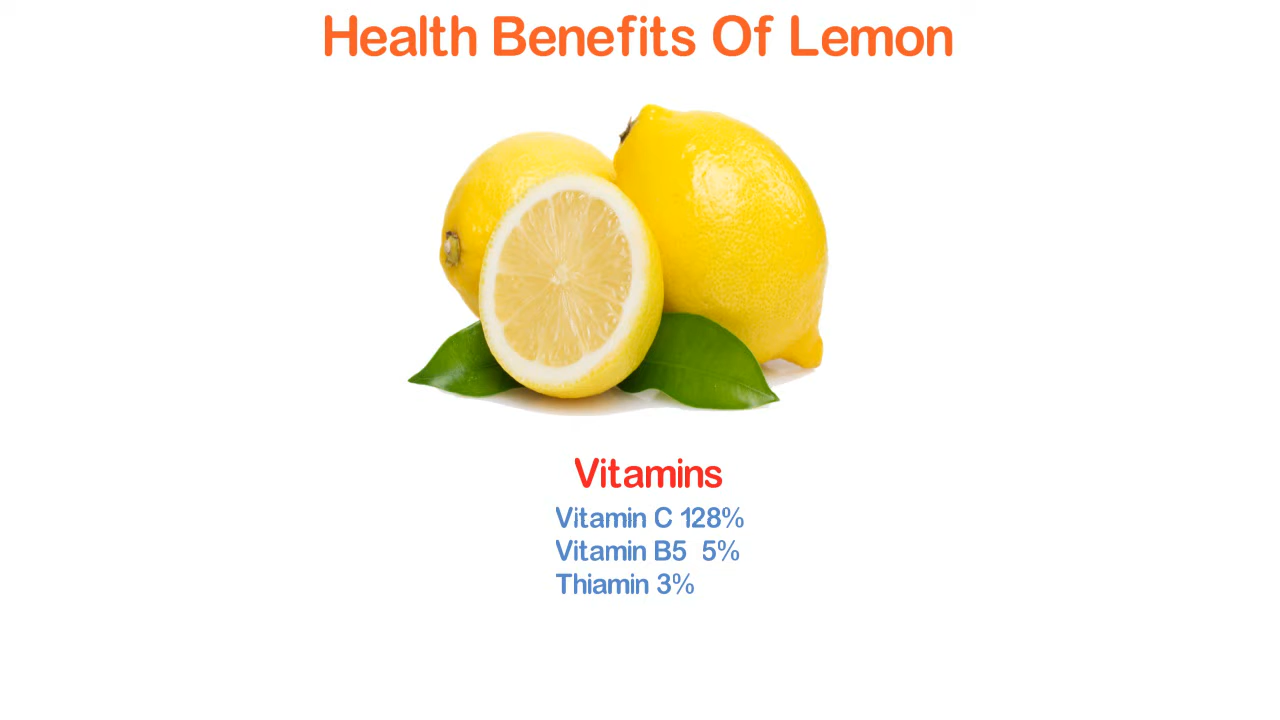 Health Benefits Of Lemon
Vitamins
Vitamin C 128%
Vitamin B5  5%
Thiamin 3%